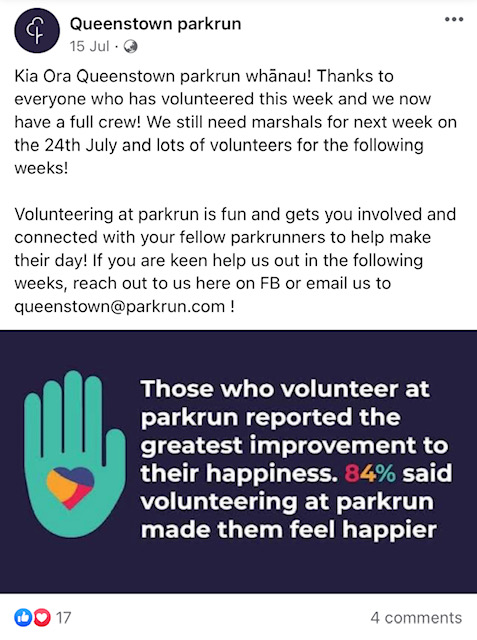 Queenstown parkrun
15 Jul ·
Kia Ora Queenstown parkrun whānau! Thanks to
everyone who has volunteered this week and we now
have a full crew! We still need marshals for next week on
the 24th July and lots of volunteers for the following
weeks!
Volunteering at parkrun is fun and gets you involved and
connected with your fellow parkrunners to help make
their day! If you are keen help us out in the following
weeks, reach out to us here on FB or email us to
queenstown@parkrun.com !
Those who volunteer at
parkrun reported the
greatest improvement to
their happiness. 84% said
volunteering at parkrun
made them feel happier
17
4 comments